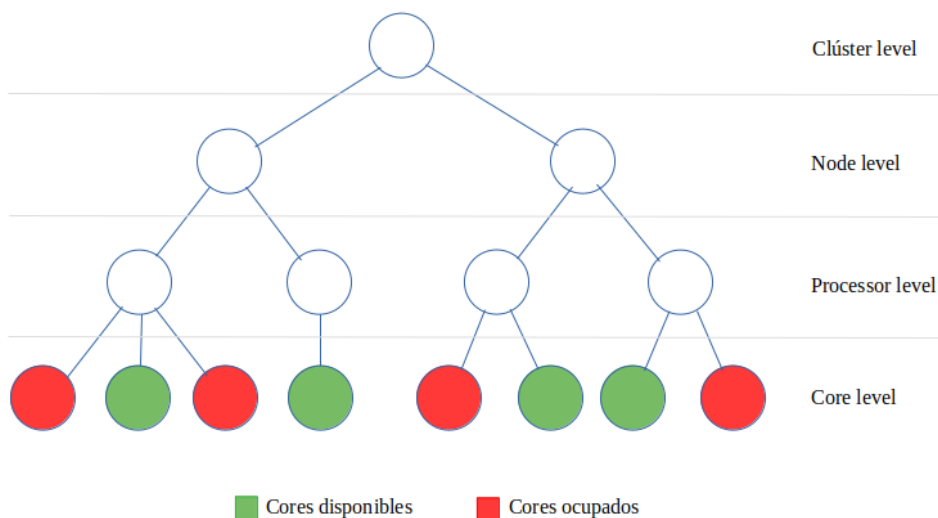 Clúster level
Node level
Processor level
Core level
Cores disponibles
Cores ocupados